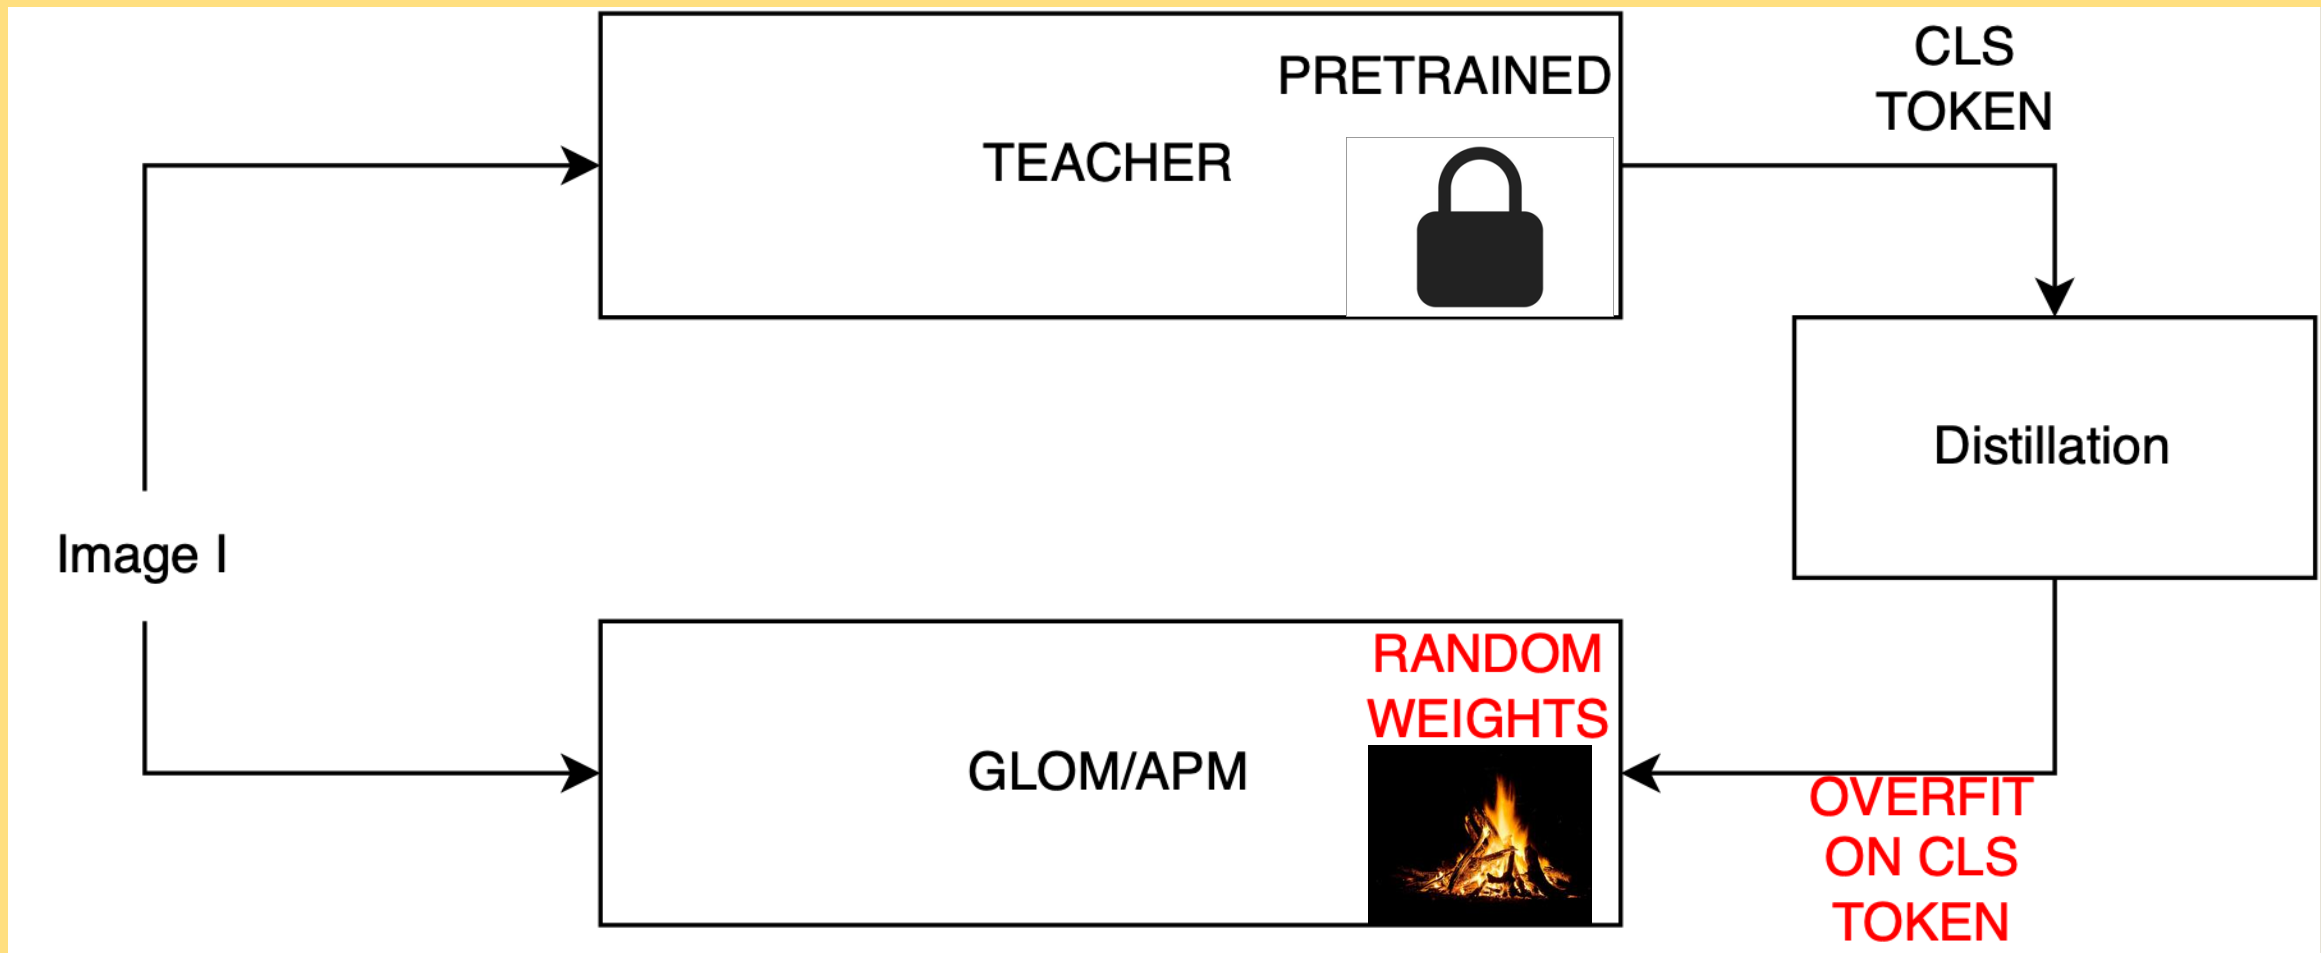 PRETRAINED
TEACHER
CLS
TOKEN
Distillation
Image I
RANDOM
WEIGHTS
GLOM/APM
OVERFIT
ON CLS
TOKEN